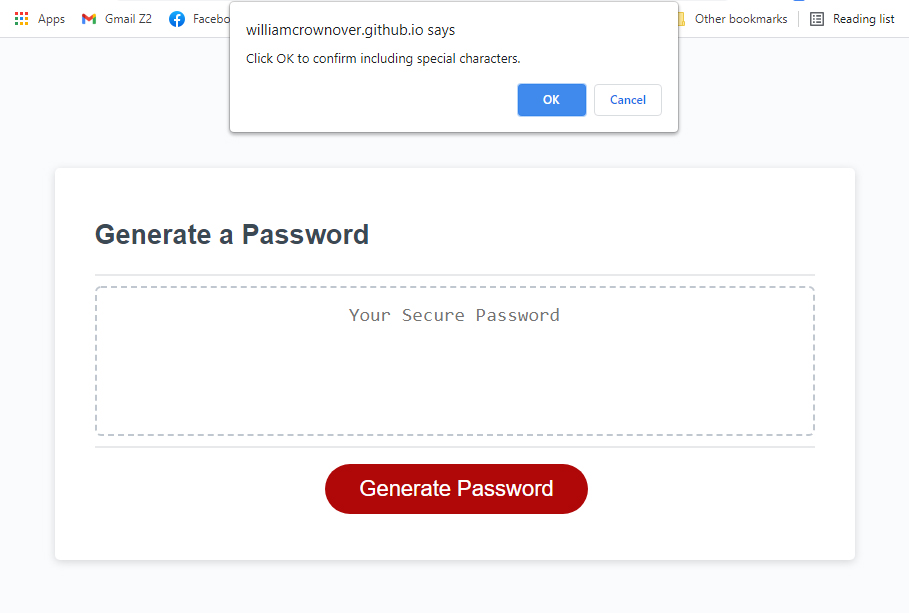 Apps Gmail Z2 Facebo Other bookmarks Reading list
williamcrownover.github.io says
Click OK to confirm including special characters.
OK Cancel
Generate a Password
Your Secure Password
Generate Password